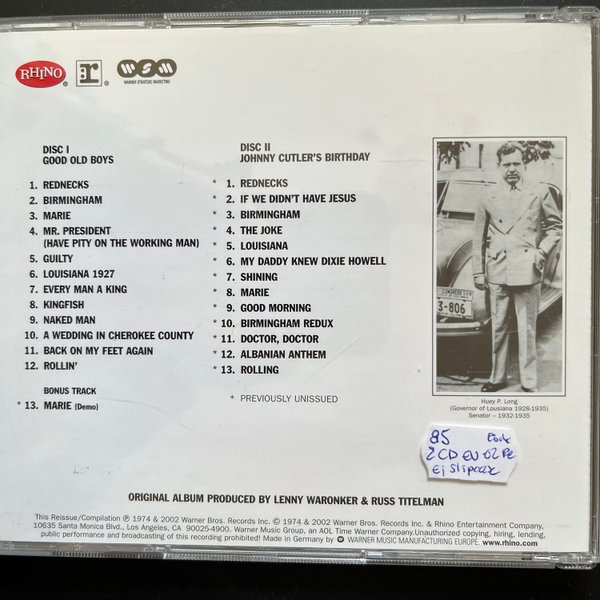 RHINO
r
WSM
WARNER STRATEGIC MARKETING
DISC I
GOOD OLD BOYS
1. REDNECKS
2. BIRMINGHAM
3. MARIE
4. MR. PRESIDENT
(HAVE PITY ON THE WORKING MAN)
5. GUILTY
6. LOUISIANA 1927
7. EVERY MAN A KING
8. KINGFISH
9. NAKED MAN
10. A WEDDING IN CHEROKEE COUNTY
11. BACK ON MY FEET AGAIN
12. ROLLIN'
BONUS TRACK
* 13. MARIE (Demo)
DISC II
JOHNNY CUTLER'S BIRTHDAY
* 1. REDNECKS
* 2. IF WE DIDN'T HAVE JESUS
* 3. BIRMINGHAM
* 4. THE JOKE
* 5. LOUISIANA
* 6. MY DADDY KNEW DIXIE HOWELL
* 7. SHINING
* 8. MARIE
* 9. GOOD MORNING
* 10. BIRMINGHAM REDUX
* 11. DOCTOR, DOCTOR
* 12. ALBANIAN ANTHEM
* 13. ROLLING
* PREVIOUSLY UNISSUED
3-806
Huey P. Long
(Governor of Lousiana 1928-1935)
Senator – 1932-1935
85
2CD EU 02 PE
Ej slipcase
ORIGINAL ALBUM PRODUCED BY LENNY WARONKER & RUSS TITELMAN
This Reissue/Compilation ℗ 1974 & 2002 Warner Bros. Records Inc. © 1974 & 2002 Warner Bros. Records Inc. & Rhino Entertainment Company,
10635 Santa Monica Blvd., Los Angeles, CA 90025-4900. Warner Music Group, an AOL Time Warner Company. Unauthorized copying, hiring, lending,
public performance and broadcasting of this recording prohibited! Made in Germany by WARNER MUSIC MANUFACTURING EUROPE. www.rhino.com